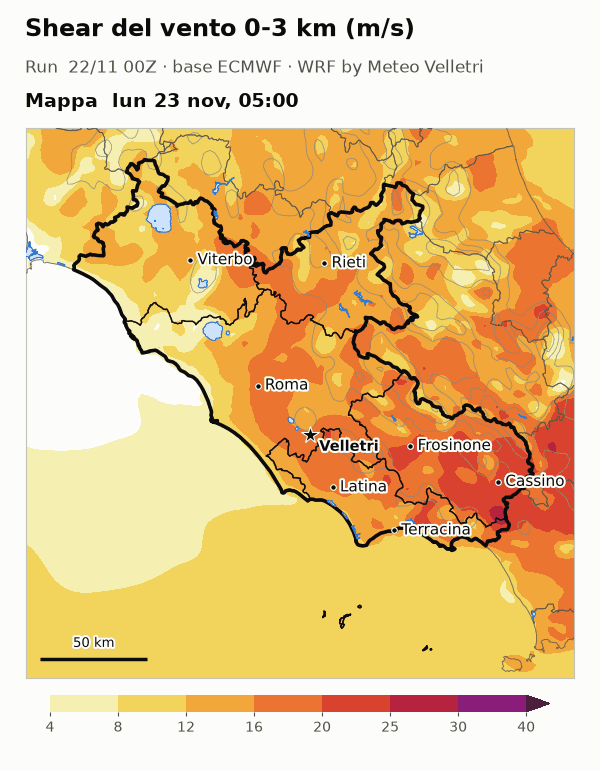 Shear del vento 0-3 km (m/s)
Run  22/11 00Z · base ECMWF · WRF by Meteo Velletri
Mappa  lun 23 nov, 05:00
Viterbo
Rieti
Roma
Velletri
Frosinone
Cassino
Latina
Terracina
50 km
4 8 12 16 20 25 30 40